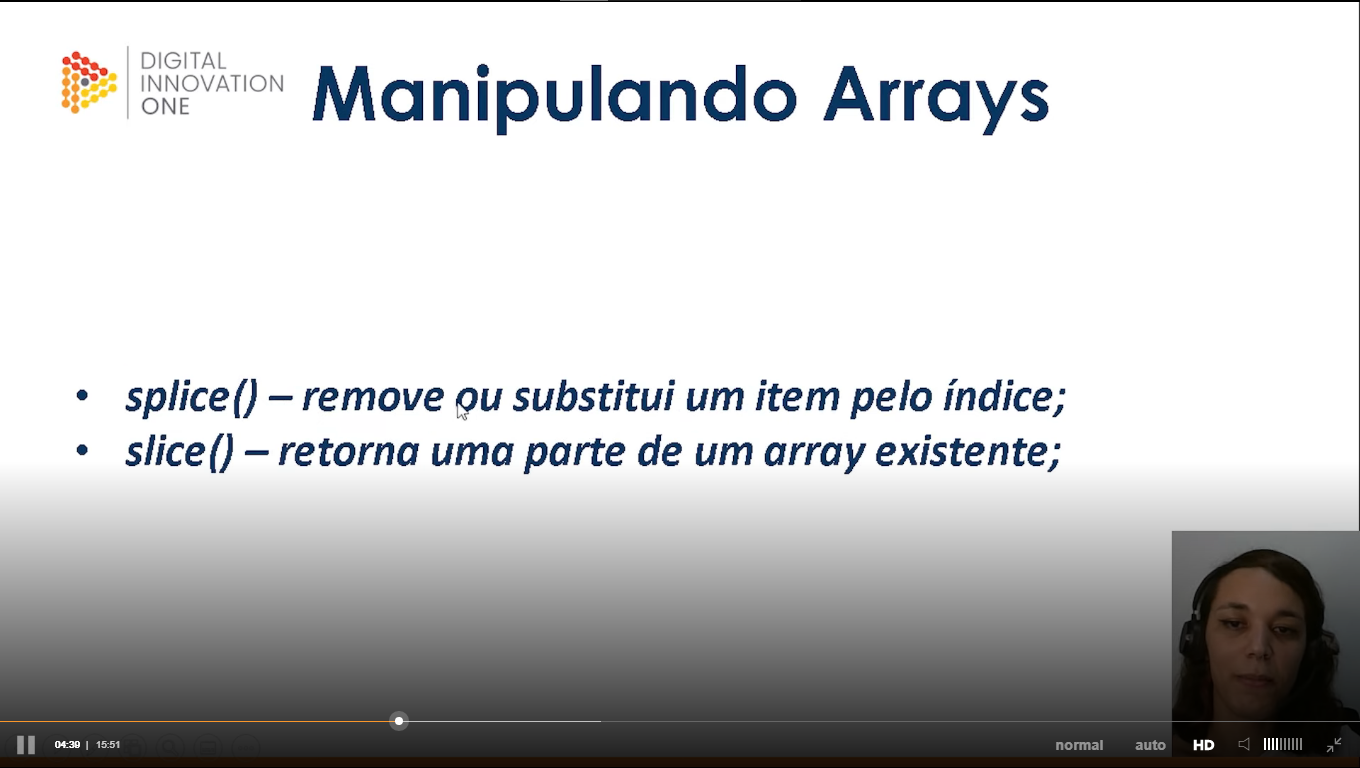 DIGITAL
INNOVATION
ONE
Manipulando Arrays
• splice() – remove ou substitui um item pelo índice;
• slice() – retorna uma parte de um array existente;
04:39 | 15:51
normal auto HD